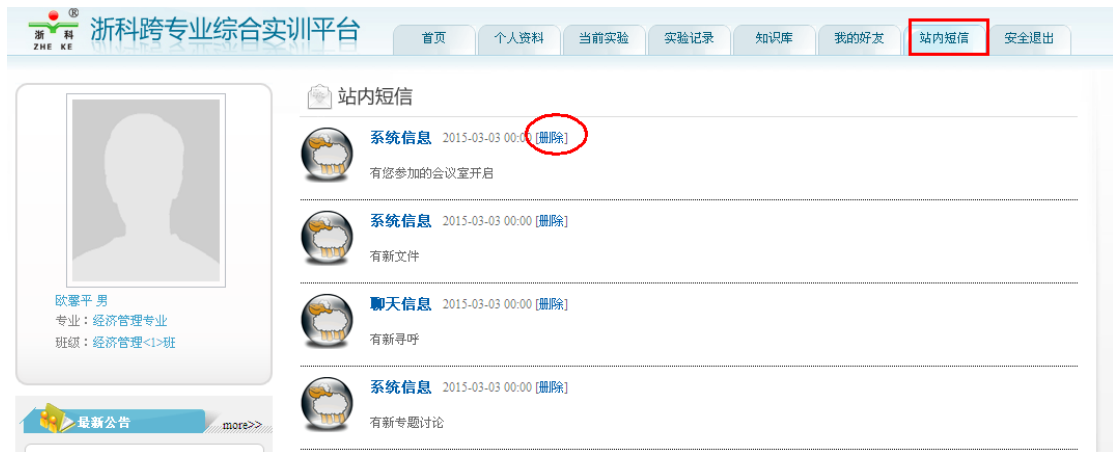 ®
浙 科
ZHE KE
浙科跨专业综合实训平台
首页 个人资料 当前实验 实验记录 知识库 我的好友 站内短信 安全退出
站内短信
系统信息 2015-03-03 00:00 [删除]
有您参加的会议室开启
系统信息 2015-03-03 00:00 [删除]
有新文件
聊天信息 2015-03-03 00:00 [删除]
有新寻呼
系统信息 2015-03-03 00:00 [删除]
有新专题讨论
欧馨平 男
专业：经济管理专业
班级：经济管理<1>班
最新公告 more>>